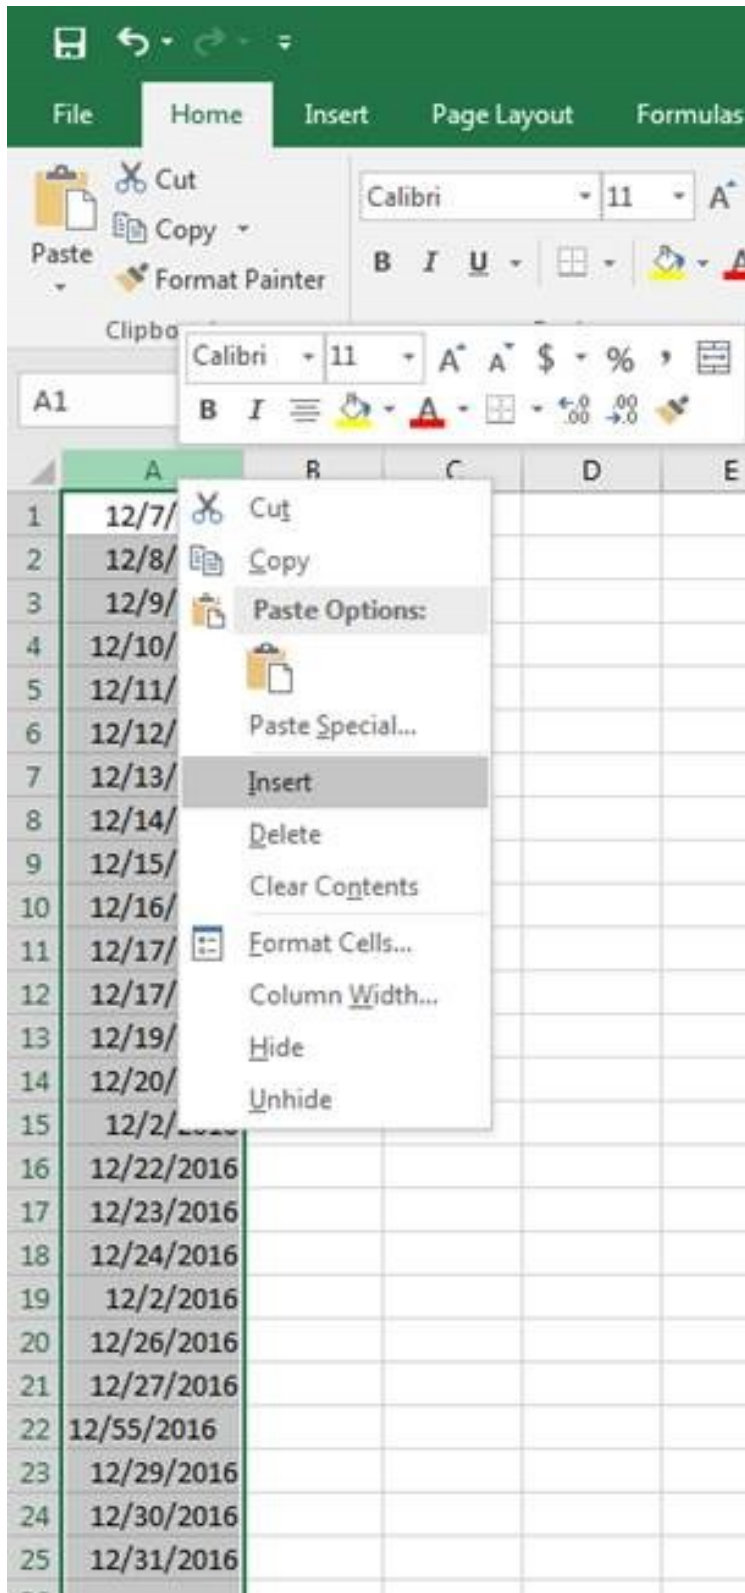 File Home Insert Page Layout Formulas
Cut
Calibri 11 A
Copy
Paste
B I U A
Format Painter
Clipbo
Calibri 11 A A $ % ,
A1
B I A .00 .00
A B C D E
1 12/7/
2 12/8/
3 12/9/
4 12/10/
5 12/11/
6 12/12/
7 12/13/
8 12/14/
9 12/15/
10 12/16/
11 12/17/
12 12/17/
13 12/19/
14 12/20/
15 12/2/
16 12/22/2016
17 12/23/2016
18 12/24/2016
19 12/2/2016
20 12/26/2016
21 12/27/2016
22 12/55/2016
23 12/29/2016
24 12/30/2016
25 12/31/2016
Cut
Copy
Paste Options:
Paste Special...
Insert
Delete
Clear Contents
Format Cells...
Column Width...
Hide
Unhide